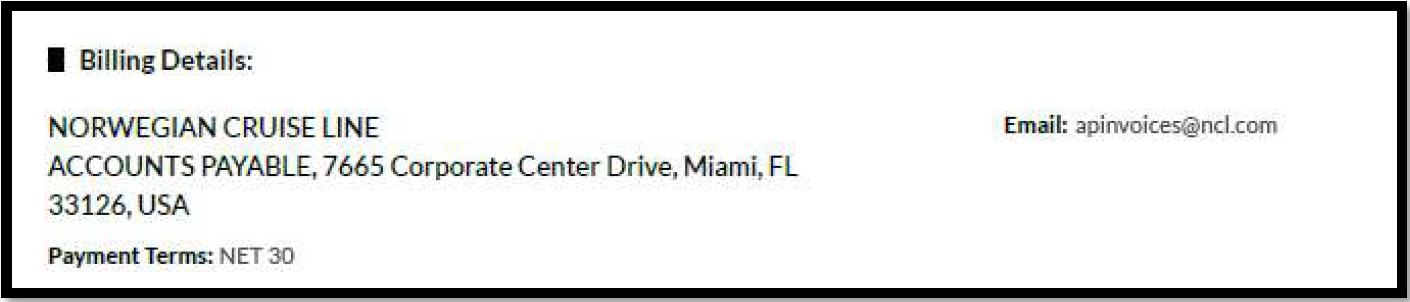 Billing Details:
NORWEGIAN CRUISE LINE
Email: apinvoices@ncl.com
ACCOUNTS PAYABLE, 7665 Corporate Center Drive, Miami, FL
33126, USA
Payment Terms: NET 30